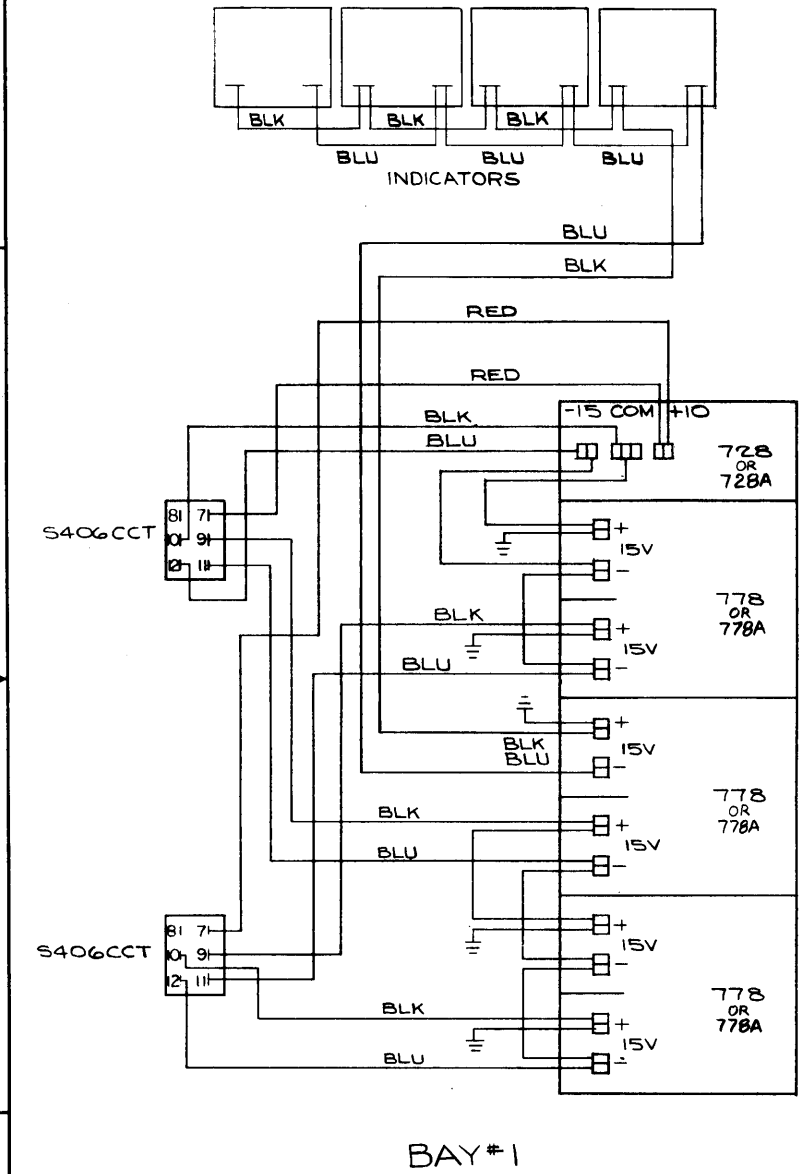 BLK BLK BLK
BLU BLU BLU
INDICATORS
BLU
BLK
RED
RED
-15 COM +10
BLK
BLU
728
OR
728A
S406CCT
8 7
10 9
12 11
+
15V
-
778
OR
778A
BLK
+
15V
BLU
-
+
BLK
15V
BLU
-
778
OR
778A
BLK
+
15V
BLU
-
S406CCT
8 7
10 9
12 11
+
15V
-
778
OR
778A
BLK
+
15V
BLU
-
BAY #1